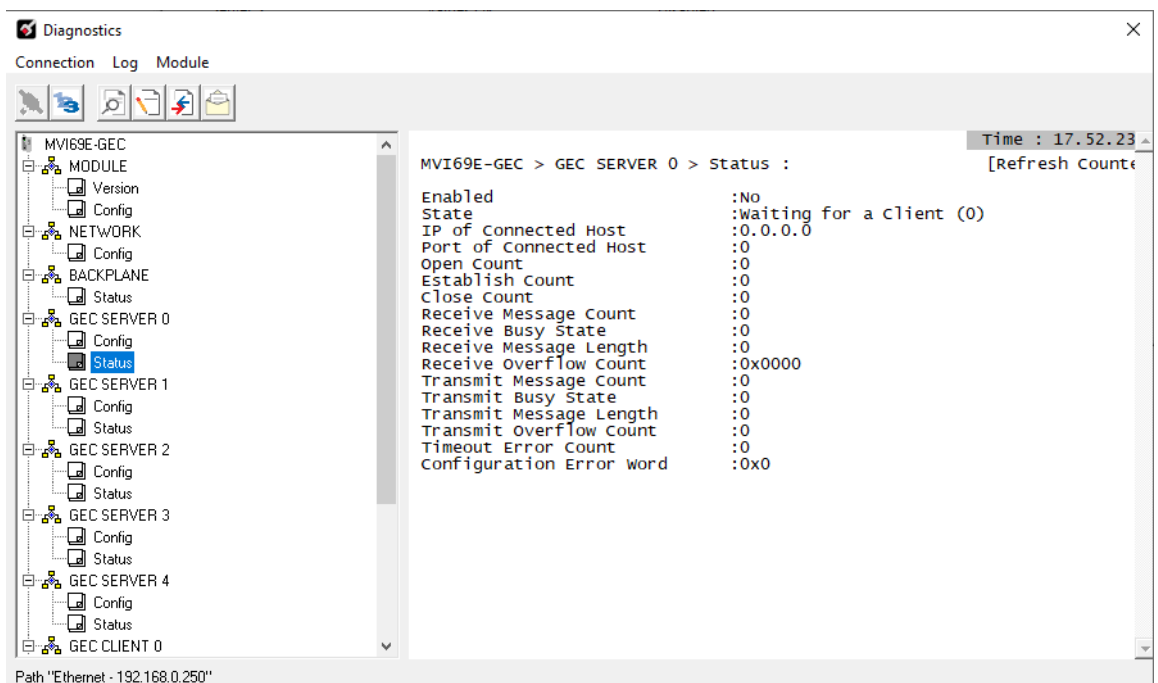 Diagnostics
Connection Log Module
MVI69E-GEC
MODULE
Version
Config
NETWORK
Config
BACKPLANE
Status
GEC SERVER 0
Config
Status
GEC SERVER 1
Config
Status
GEC SERVER 2
Config
Status
GEC SERVER 3
Config
Status
GEC SERVER 4
Config
Status
GEC CLIENT 0
Time : 17.52.23
MVI69E-GEC > GEC SERVER 0 > Status : [Refresh Counte
Enabled :No
State :Waiting for a Client (0)
IP of Connected Host :0.0.0.0
Port of Connected Host :0
Open Count :0
Establish Count :0
Close Count :0
Receive Message Count :0
Receive Busy State :0
Receive Message Length :0
Receive Overflow Count :0x0000
Transmit Message Count :0
Transmit Busy State :0
Transmit Message Length :0
Transmit Overflow Count :0
Timeout Error Count :0
Configuration Error Word :0x0
Path "Ethernet - 192.168.0.250"